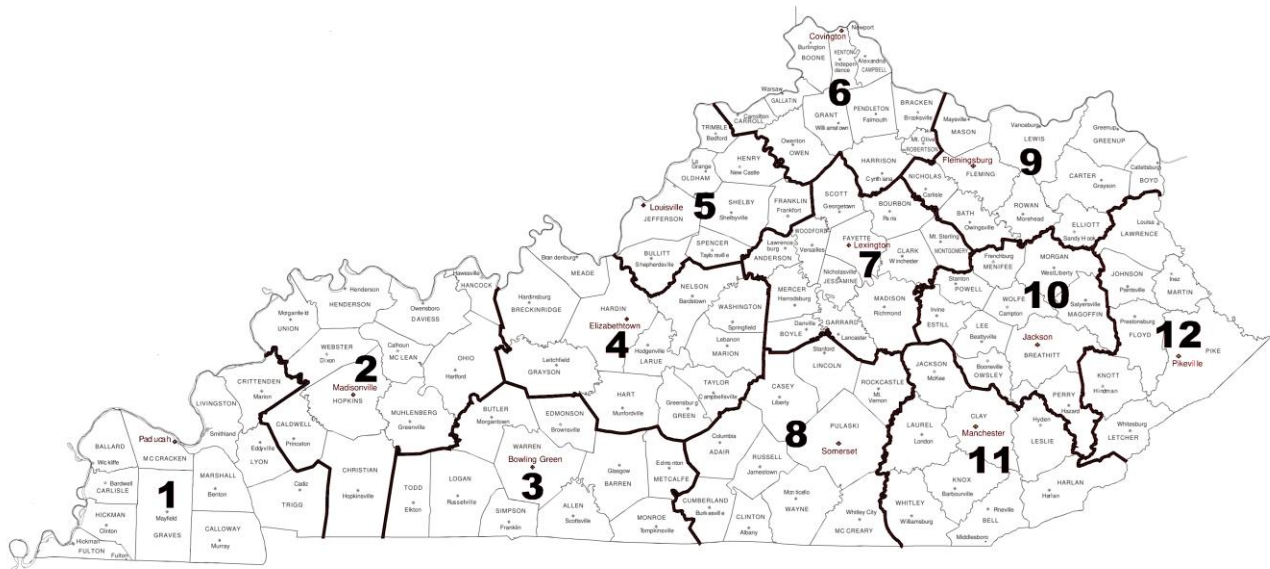 Covington
Newport
Burlington
BOONE
KENTON
Independence
Alexandria
CAMPBELL
6
Warsaw
GALLATIN
Carrollton
CARROLL
GRANT
Williamstown
PENDLETON
Falmouth
BRACKEN
Brooksville
Mt. Olive
ROBERTSON
Owenton
OWEN
HARRISON
Cynthiana
TRIMBLE
Bedford
La Grange
OLDHAM
HENRY
New Castle
5
Louisville
JEFFERSON
SHELBY
Shelbyville
FRANKLIN
Frankfort
BULLITT
Shepherdsville
SPENCER
Taylorsville
Maysville
MASON
Vanceburg
LEWIS
Greenup
GREENUP
9
Flemingsburg
FLEMING
NICHOLAS
Carlisle
CARTER
Grayson
Catlettsburg
BOYD
BATH
Owingsville
ROWAN
Morehead
ELLIOTT
Sandy Hook
SCOTT
Georgetown
BOURBON
Paris
WOODFORD
Versailles
FAYETTE
Lexington
7
Mt. Sterling
MONTGOMERY
CLARK
Winchester
Lawrenceburg
ANDERSON
Nicholasville
JESSAMINE
MERCER
Harrodsburg
MADISON
Richmond
Danville
BOYLE
GARRARD
Lancaster
Louisa
LAWRENCE
JOHNSON
Paintsville
Inez
MARTIN
Prestonsburg
FLOYD
12
PIKE
Pikeville
KNOTT
Hindman
Whitesburg
LETCHER
Frenchburg
MENIFEE
MORGAN
West Liberty
10
Stanton
POWELL
WOLFE
Campton
Salyersville
MAGOFFIN
Irvine
ESTILL
LEE
Beattyville
Jackson
BREATHITT
Booneville
OWSLEY
PERRY
Hazard
Brandenburg
MEADE
Hardinsburg
BRECKINRIDGE
HARDIN
Elizabethtown
4
NELSON
Bardstown
WASHINGTON
Springfield
Hodgenville
LARUE
Lebanon
MARION
Leitchfield
GRAYSON
HART
Munfordville
TAYLOR
Campbellsville
Greensburg
GREEN
Hawesville
HANCOCK
Henderson
HENDERSON
Owensboro
DAVIESS
Morganfield
UNION
WEBSTER
Dixon
2
Calhoun
MC LEAN
OHIO
Hartford
Madisonville
HOPKINS
MUHLENBERG
Greenville
CALDWELL
Princeton
CHRISTIAN
Hopkinsville
CRITTENDEN
Marion
LIVINGSTON
Smithland
Eddyville
LYON
Cadiz
TRIGG
Paducah
BALLARD
Wickliffe
MC CRACKEN
Bardwell
CARLISLE
1
MARSHALL
Benton
HICKMAN
Clinton
Mayfield
GRAVES
CALLOWAY
Murray
Hickman
FULTON
Fulton
BUTLER
Morgantown
EDMONSON
Brownsville
WARREN
Bowling Green
3
TODD
Elkton
LOGAN
Russellville
SIMPSON
Franklin
ALLEN
Scottsville
Glasgow
BARREN
Edmonton
METCALFE
MONROE
Tompkinsville
Stanford
LINCOLN
CASEY
Liberty
ROCKCASTLE
Mt. Vernon
Columbia
ADAIR
8
PULASKI
Somerset
RUSSELL
Jamestown
CUMBERLAND
Burkesville
CLINTON
Albany
Monticello
WAYNE
Whitley City
MC CREARY
JACKSON
McKee
LAUREL
London
CLAY
Manchester
Hyden
LESLIE
11
KNOX
Barbourville
WHITLEY
Williamsburg
Pineville
BELL
Middlesboro
HARLAN
Harlan